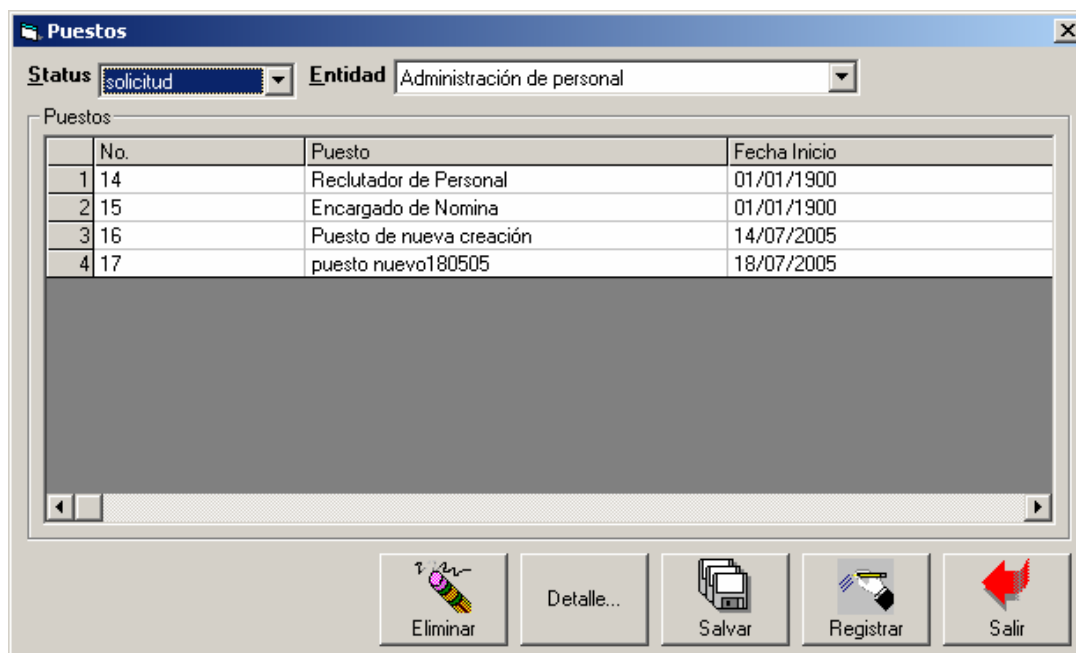 Puestos
Status solicitud Entidad Administración de personal
Puestos
No. Puesto Fecha Inicio
1 14 Reclutador de Personal 01/01/1900
2 15 Encargado de Nomina 01/01/1900
3 16 Puesto de nueva creación 14/07/2005
4 17 puesto nuevo180505 18/07/2005
Eliminar Detalle... Salvar Registrar Salir